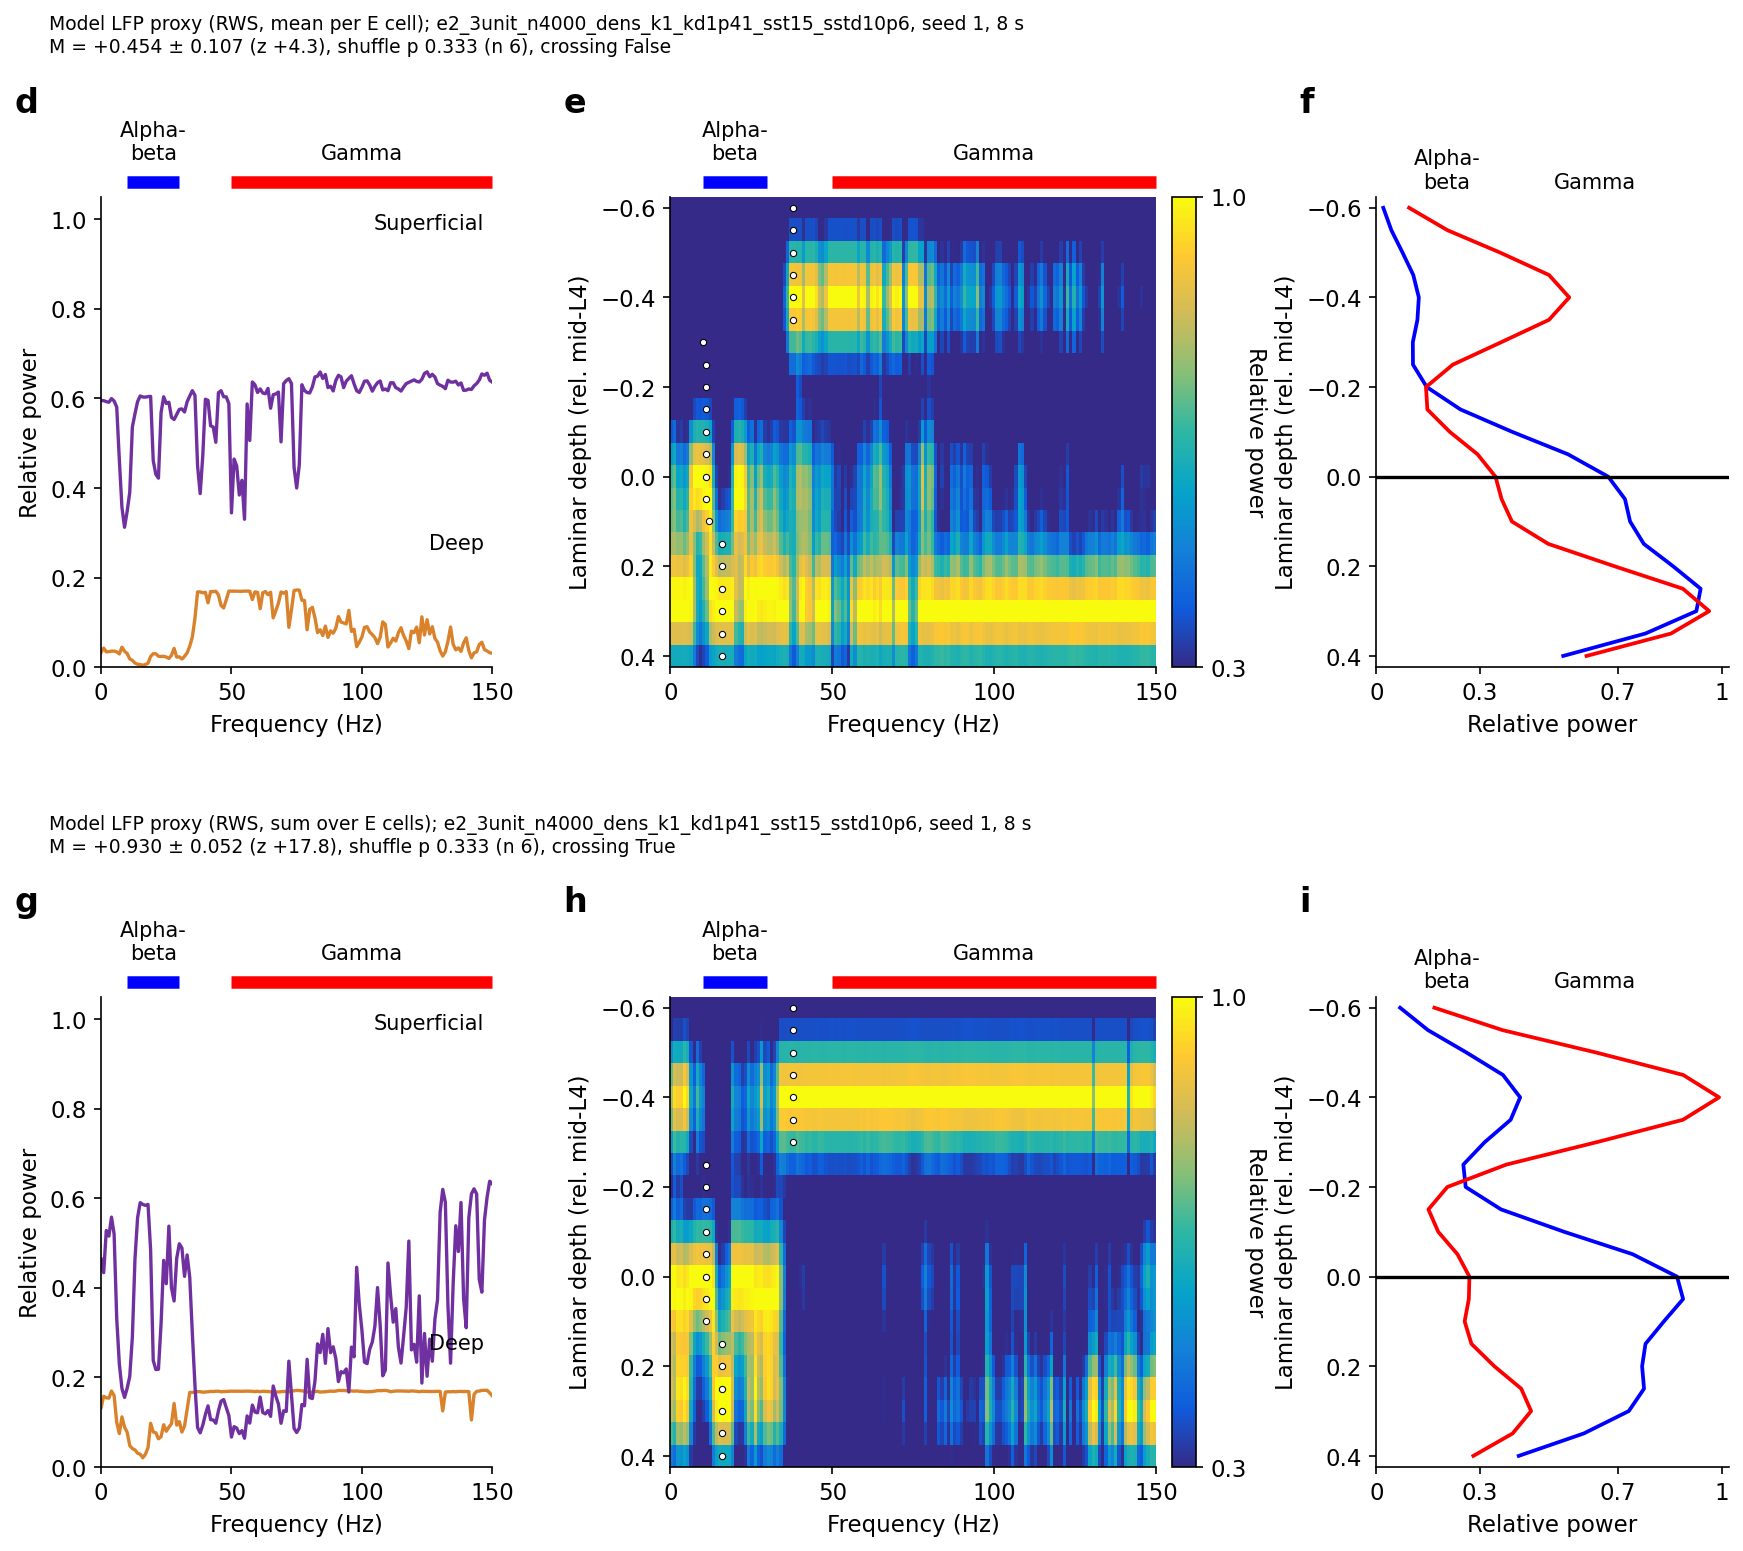 Model LFP proxy (RWS, mean per E cell); e2_3unit_n4000_dens_k1_kd1p41_sst15_sstd10p6, seed 1, 8 s
M = +0.454 ± 0.107 (z +4.3), shuffle p 0.333 (n 6), crossing False
d
Alpha-
beta
Gamma
1.0
0.8
0.6
0.4
0.2
0.0
Relative power
Superficial
Deep
0
50
100
150
Frequency (Hz)
e
Alpha-
beta
Gamma
−0.6
−0.4
−0.2
0.0
0.2
0.4
Laminar depth (rel. mid-L4)
0
50
100
150
Frequency (Hz)
1.0
0.3
Relative power
f
Alpha-
beta
Gamma
−0.6
−0.4
−0.2
0.0
0.2
0.4
Laminar depth (rel. mid-L4)
0
0.3
0.7
1
Relative power
Model LFP proxy (RWS, sum over E cells); e2_3unit_n4000_dens_k1_kd1p41_sst15_sstd10p6, seed 1, 8 s
M = +0.930 ± 0.052 (z +17.8), shuffle p 0.333 (n 6), crossing True
g
Alpha-
beta
Gamma
1.0
0.8
0.6
0.4
0.2
0.0
Relative power
Superficial
Deep
0
50
100
150
Frequency (Hz)
h
Alpha-
beta
Gamma
−0.6
−0.4
−0.2
0.0
0.2
0.4
Laminar depth (rel. mid-L4)
0
50
100
150
Frequency (Hz)
1.0
0.3
Relative power
i
Alpha-
beta
Gamma
−0.6
−0.4
−0.2
0.0
0.2
0.4
Laminar depth (rel. mid-L4)
0
0.3
0.7
1
Relative power